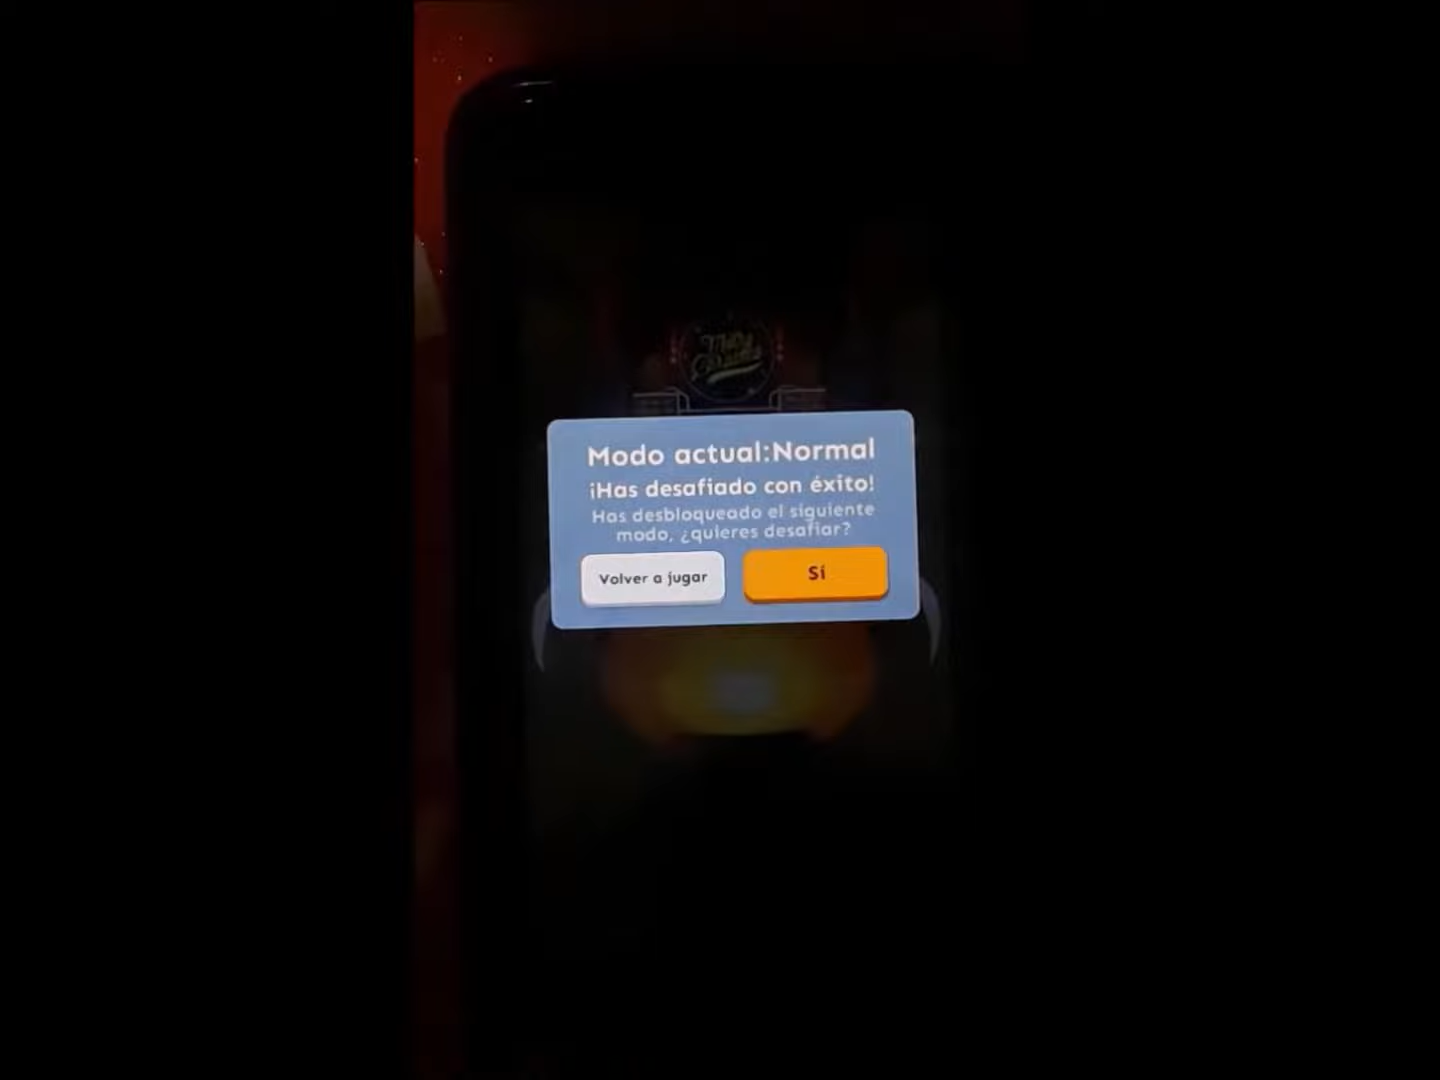 Modo actual:Normal
¡Has desafiado con éxito!
Has desbloqueado el siguiente
modo, ¿quieres desafiar?
Volver a jugar
Sí